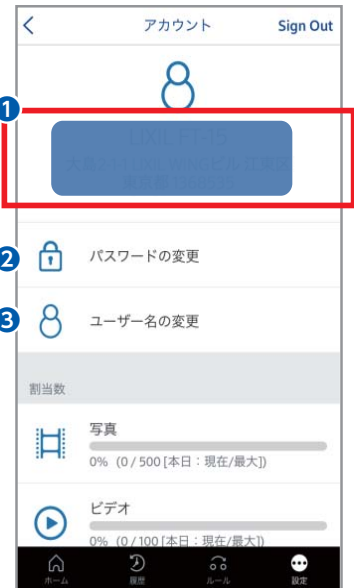 アカウント
Sign Out
1
2
パスワードの変更
3
ユーザー名の変更
割当数
写真
0% (0 / 500 [本日：現在/最大])
ビデオ
0% (0 / 100 [本日：現在/最大])
ホーム
履歴
ルール
設定